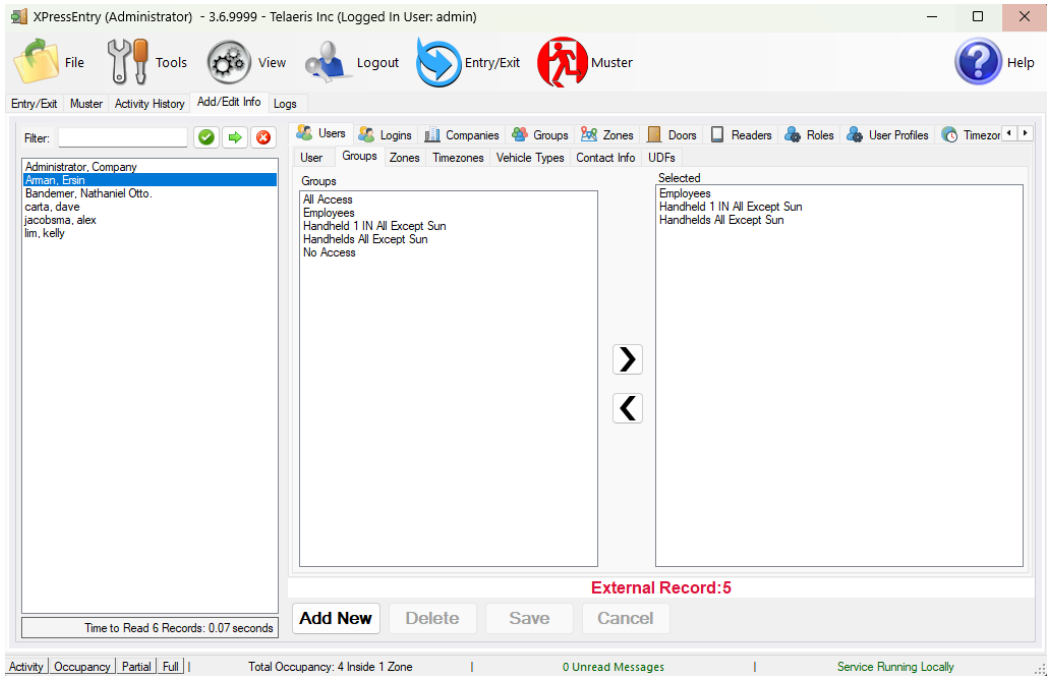 XPressEntry (Administrator) - 3.6.9999 - Telaeris Inc (Logged In User: admin)
File Tools View Logout Entry/Exit Muster Help
Entry/Exit Muster Activity History Add/Edit Info Logs
Filter:
Administrator, Company
Arman, Ersin
Bandemer, Nathaniel Otto.
carta, dave
jacobsma, alex
lim, kelly
Time to Read 6 Records: 0.07 seconds
Users Logins Companies Groups Zones Doors Readers Roles User Profiles Timezor
User Groups Zones Timezones Vehicle Types Contact Info UDFs
Groups
All Access
Employees
Handheld 1 IN All Except Sun
Handhelds All Except Sun
No Access
Selected
Employees
Handheld 1 IN All Except Sun
Handhelds All Except Sun
External Record:5
Add New Delete Save Cancel
Activity Occupancy Partial Full Total Occupancy: 4 Inside 1 Zone 0 Unread Messages Service Running Locally